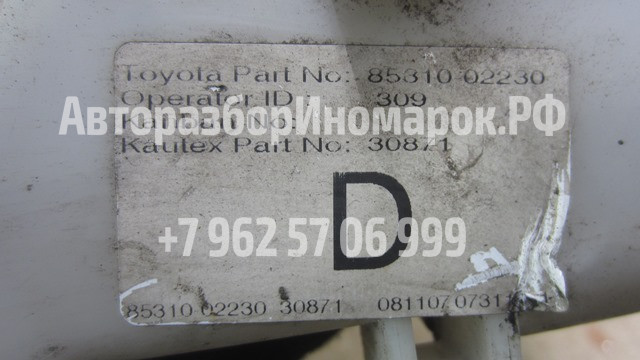 Toyota Part No: 85310 02230
Operator ID : 309
АвторазборИномарок.РФ
Kautex Part No: 30871
D
+7 962 57 06 999
85310 02230 30871 081107 0731